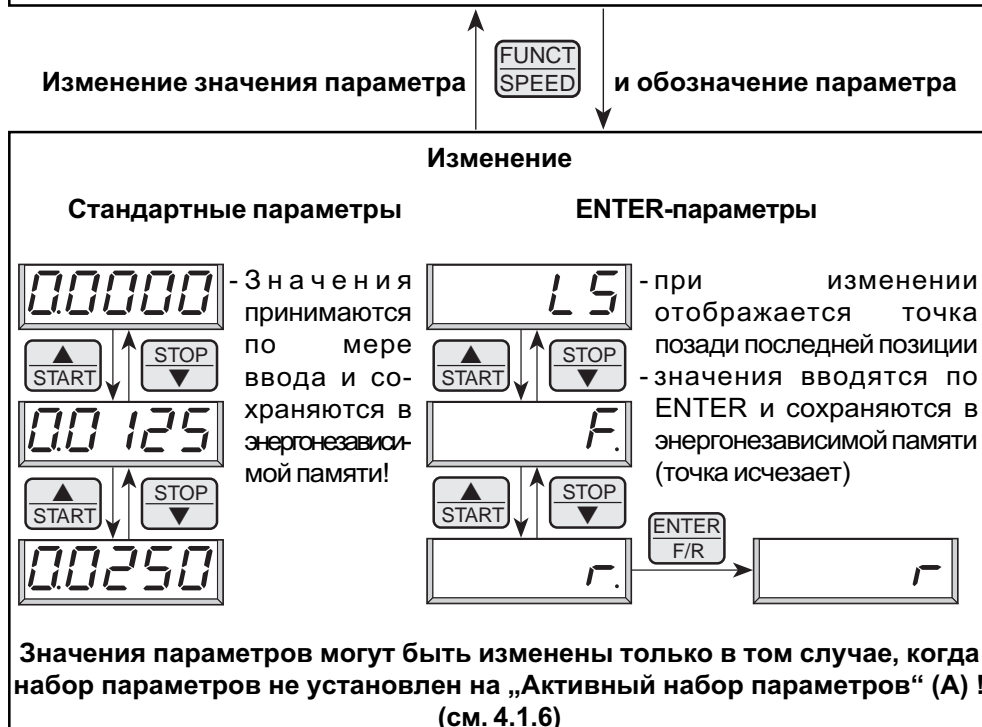 FUNCT
SPEED
Изменение значения параметра
и обозначение параметра
Изменение
Стандартные параметры
ENTER-параметры
0.0000
- Значения
принимаются
по мере
ввода и со-
храняются в
энергонезависи-
мой памяти!
START
STOP
0.0125
START
STOP
0.0250
LS
- при изменении
отображается точка
позади последней позиции
- значения вводятся по
ENTER и сохраняются в
энергонезависимой памяти
(точка исчезает)
START
STOP
F.
START
STOP
r.
ENTER
F/R
r
Значения параметров могут быть изменены только в том случае, когда
набор параметров не установлен на „Активный набор параметров“ (A) !
(см. 4.1.6)